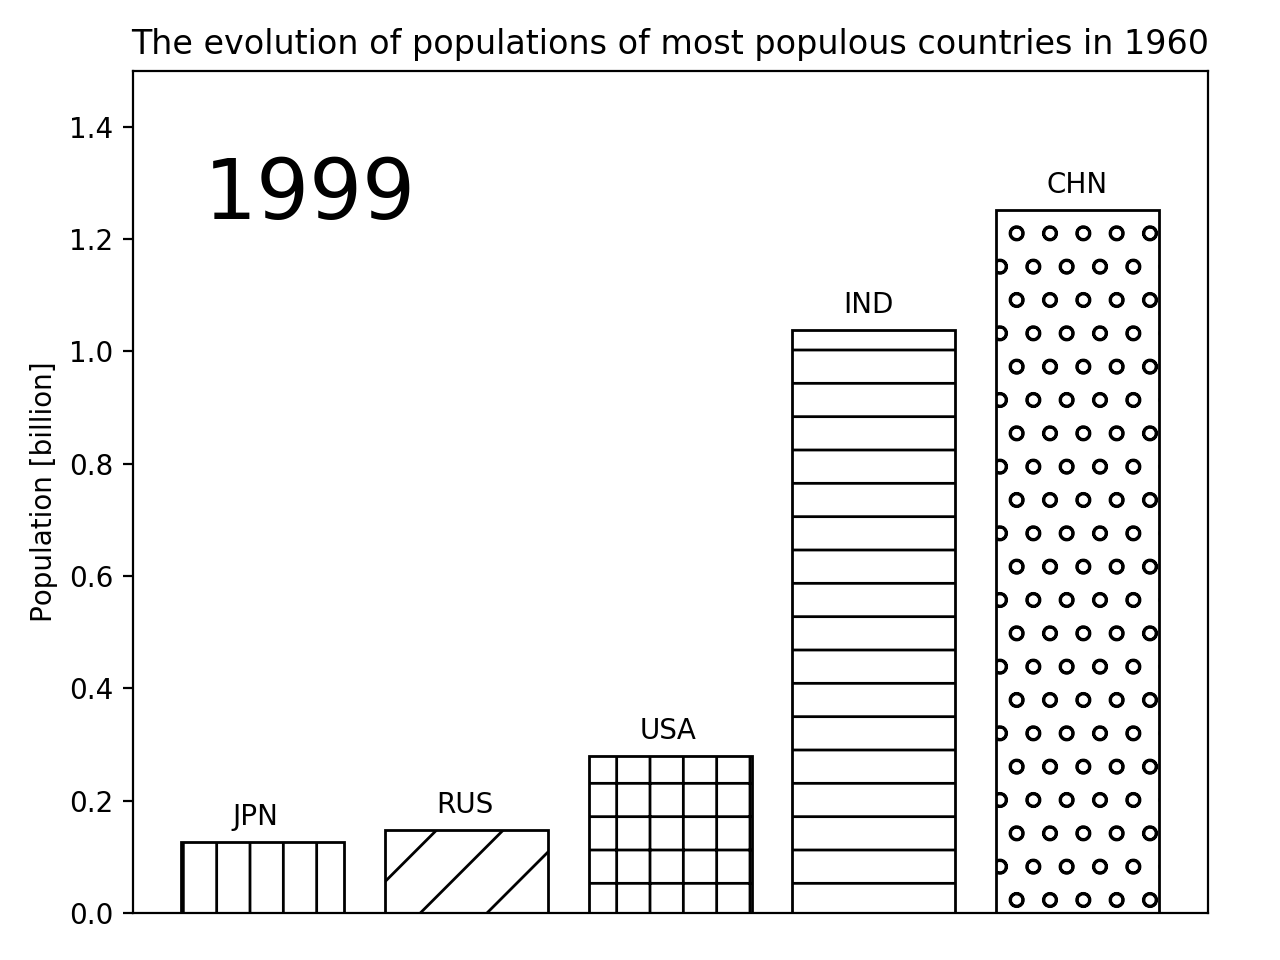 The evolution of populations of most populous countries in 1960
1.4
1999
CHN
1.2
IND
1.0
Population [billion]
0.8
0.6
0.4
USA
0.2
JPN
RUS
0.0